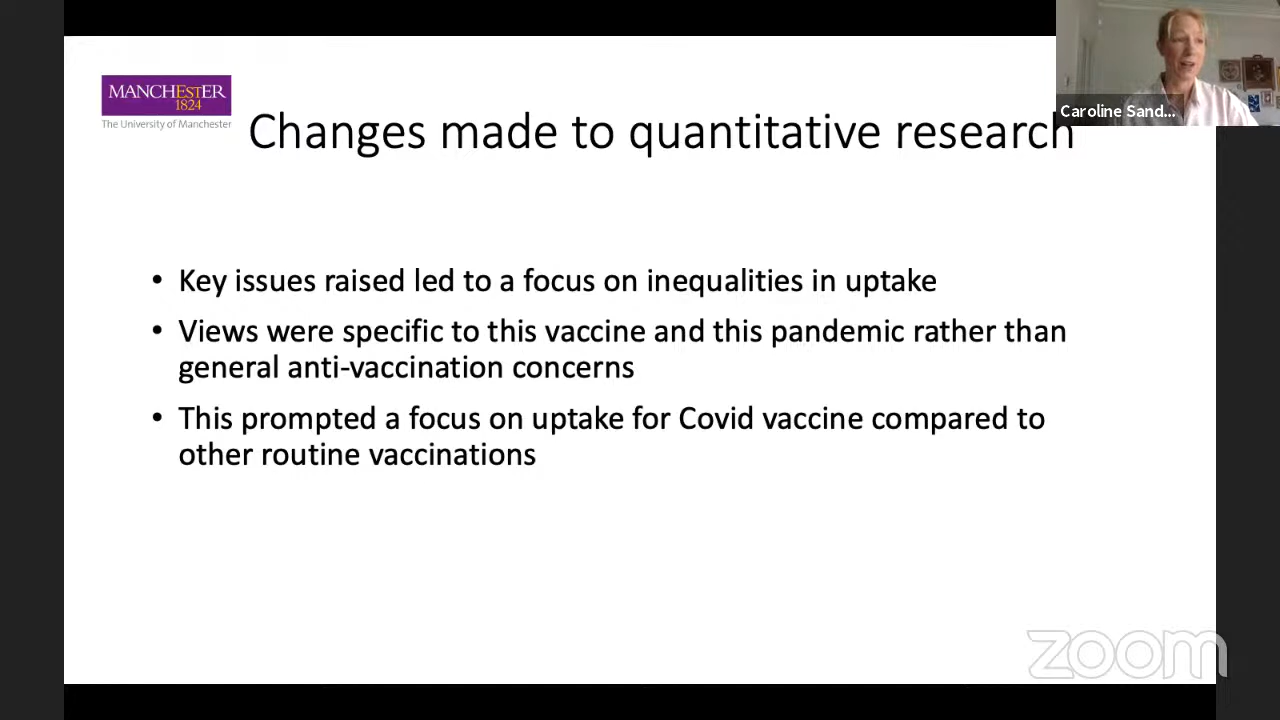 MANCHESTER
1824
The University of Manchester
Changes made to quantitative research
Caroline Sand...
• Key issues raised led to a focus on inequalities in uptake
• Views were specific to this vaccine and this pandemic rather than
general anti-vaccination concerns
• This prompted a focus on uptake for Covid vaccine compared to
other routine vaccinations
zoom